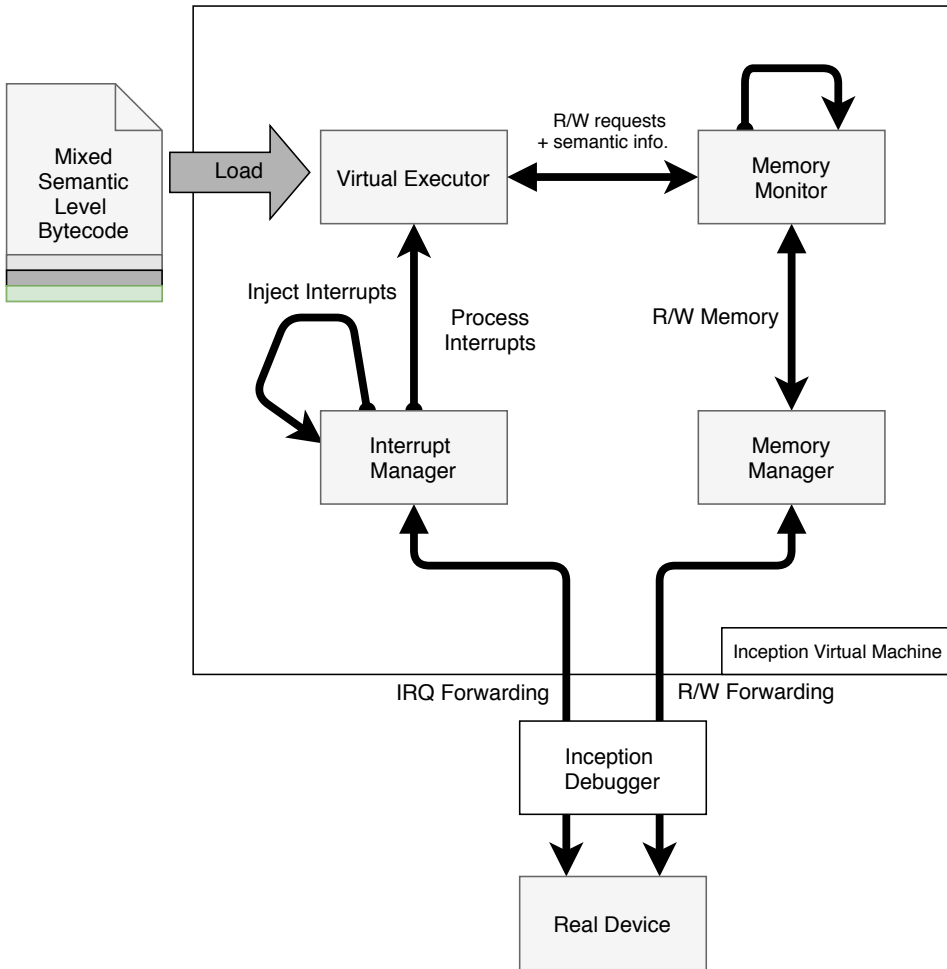 Mixed
Semantic
Level
Bytecode
Load
Virtual Executor
R/W requests
+ semantic info.
Memory
Monitor
Inject Interrupts
Process
Interrupts
R/W Memory
Interrupt
Manager
Memory
Manager
Inception Virtual Machine
IRQ Forwarding
R/W Forwarding
Inception
Debugger
Real Device